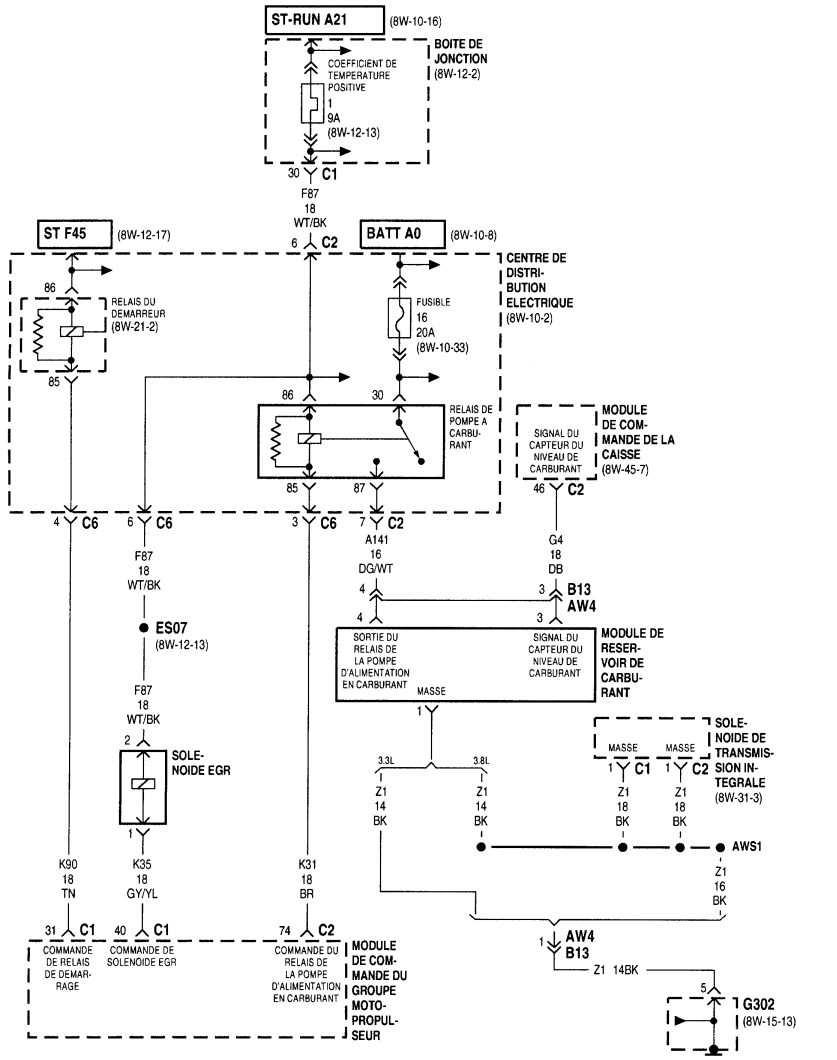 ST-RUN A21
(8W-10-16)
BOITE DE
JONCTION
(8W-12-2)
COEFFICIENT DE
TEMPERATURE
POSITIVE
1
9A
(8W-12-13)
30 C1
F87
18
WT/BK
6 C2
ST F45
(8W-12-17)
BATT A0
(8W-10-8)
CENTRE DE
DISTRI-
BUTION
ELECTRIQUE
(8W-10-2)
86
RELAIS DU
DEMARREUR
(8W-21-2)
85
FUSIBLE
16
20A
(8W-10-33)
86
30
RELAIS DE
POMPE A
CARBU-
RANT
85
87
SIGNAL DU
CAPTEUR DU
NIVEAU DE
CARBURANT
MODULE
DE COM-
MANDE DE LA
CAISSE
(8W-45-7)
46 C2
4 C6
6 C6
3 C6
7 C2
F87
18
WT/BK
A141
16
DG/WT
G4
18
DB
4
3 B13
AW4
4
3
ES07
(8W-12-13)
SORTIE DU
RELAIS DE
LA POMPE
D'ALIMENTATION
EN CARBURANT
MASSE
SIGNAL DU
CAPTEUR DU
NIVEAU DE
CARBURANT
MODULE DE
RESER-
VOIR DE
CARBU-
RANT
1
F87
18
WT/BK
2
SOLE-
NOIDE EGR
1
3.3L
3.8L
Z1
14
BK
Z1
14
BK
MASSE
MASSE
1 C1
1 C2
SOLE-
NOIDE DE
TRANSMIS-
SION IN-
TEGRALE
(8W-31-3)
Z1
18
BK
Z1
18
BK
AWS1
Z1
16
BK
K90
18
TN
K35
18
GY/YL
K31
18
BR
31 C1
40 C1
74 C2
COMMANDE
DE RELAIS
DE DEMAR-
RAGE
COMMANDE DE
SOLENOIDE EGR
COMMANDE DU
RELAIS DE
LA POMPE
D'ALIMENTATION
EN CARBURANT
MODULE
DE COM-
MANDE DU
GROUPE
MOTO-
PROPUL-
SEUR
1 AW4
B13
Z1 14BK
5
G302
(8W-15-13)